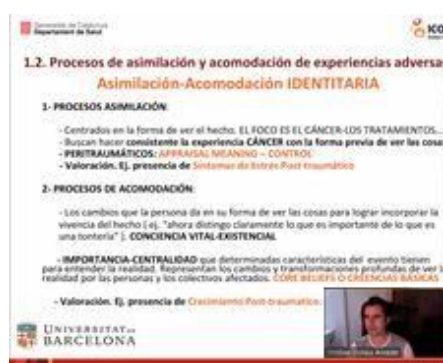 Generalitat de Catalunya
Departament de Salut
1.2. Procesos de asimilación y acomodación de experiencias adversa
Asimilación-Acomodación IDENTITARIA
1- PROCESOS ASIMILACIÓN:
- Centrados en la forma de ver el hecho. EL FOCO ES EL CÁNCER-LOS TRATAMIENTOS...
- Buscan hacer consistente la experiencia CÁNCER con la forma previa de ver las cosa
- PERITRAUMÁTICOS: APPRAISAL MEANING – CONTROL
- Valoración. Ej. presencia de Síntomas de Estrés Post-traumático
2- PROCESOS DE ACOMODACIÓN:
- Los cambios que la persona da en su forma de ver las cosas para lograr incorporar la
vivencia del hecho [ej. "ahora distingo claramente lo que es importante de lo que es
una tontería" ]. CONCIENCIA VITAL-EXISTENCIAL
- IMPORTANCIA-CENTRALIDAD que determinadas características del evento tienen
para entender la realidad. Representan los cambios y transformaciones profundas de ver l
realidad por las personas y los colectivos afectados. CORE BELIEFS O CREENCIAS BÁSICAS
- Valoración. Ej. presencia de Crecimiento Post-traumatico.
UNIVERSITAT DE
BARCELONA